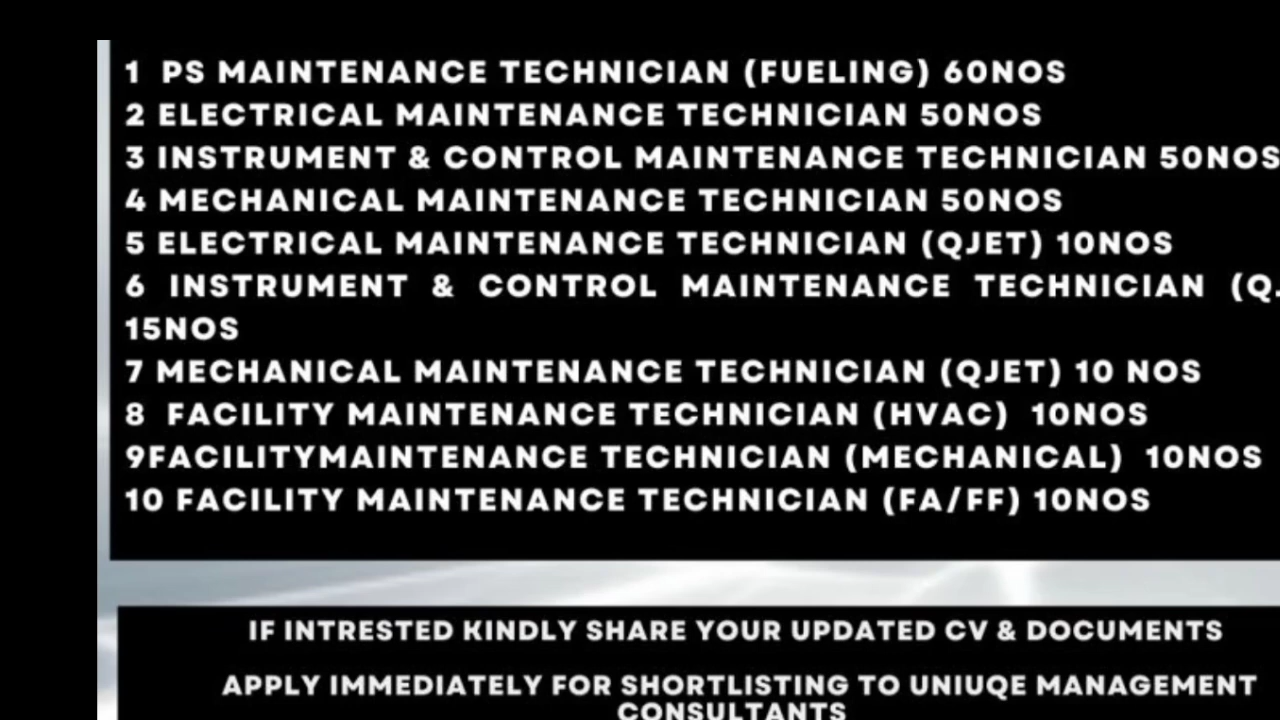 1 PS MAINTENANCE TECHNICIAN (FUELING) 60NOS
2 ELECTRICAL MAINTENANCE TECHNICIAN 50NOS
3 INSTRUMENT & CONTROL MAINTENANCE TECHNICIAN 50NOS
4 MECHANICAL MAINTENANCE TECHNICIAN 50NOS
5 ELECTRICAL MAINTENANCE TECHNICIAN (QJET) 10NOS
6 INSTRUMENT & CONTROL MAINTENANCE TECHNICIAN
15NOS
7 MECHANICAL MAINTENANCE TECHNICIAN (QJET) 10 NOS
8 FACILITY MAINTENANCE TECHNICIAN (HVAC) 10NOS
9FACILITYMAINTENANCE TECHNICIAN (MECHANICAL) 10NOS
10 FACILITY MAINTENANCE TECHNICIAN (FA/FF) 10NOS
IF INTRESTED KINDLY SHARE YOUR UPDATED CV & DOCUMENTS
APPLY IMMEDIATELY FOR SHORTLISTING TO UNIUQE MANAGEMENT
CONSULTANTS